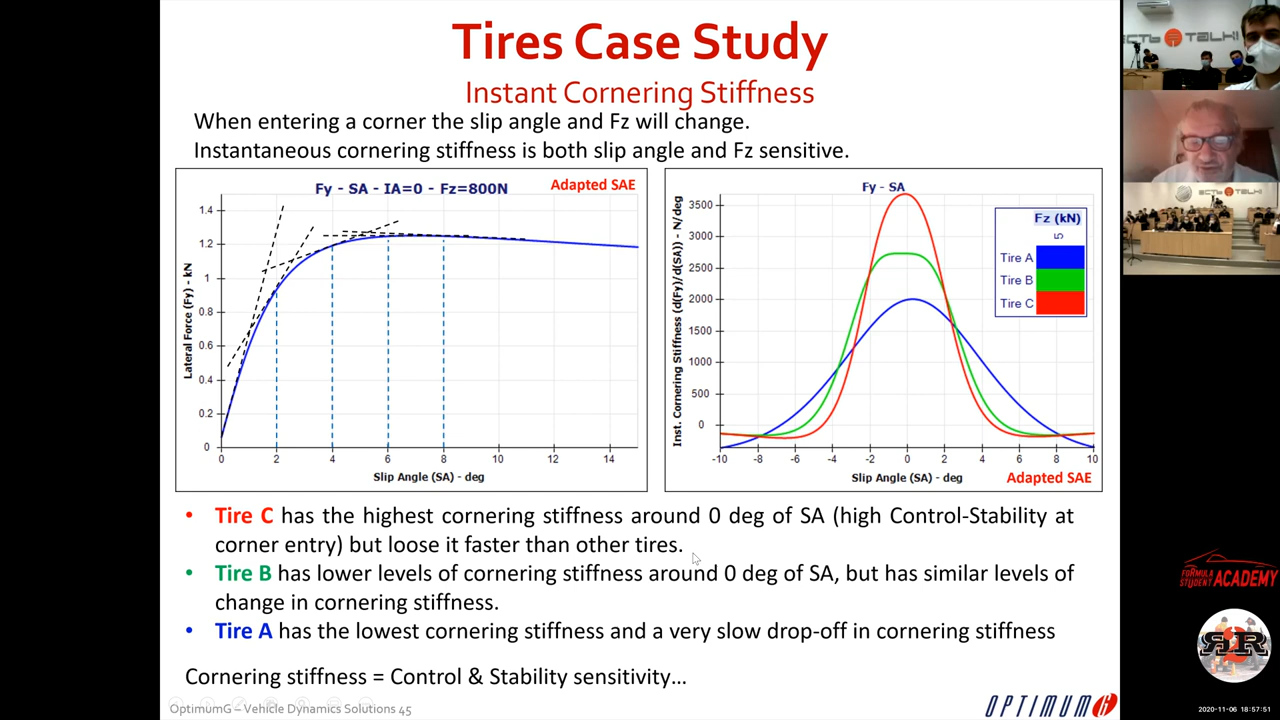 Tires Case Study
Instant Cornering Stiffness
When entering a corner the slip angle and Fz will change.
Instantaneous cornering stiffness is both slip angle and Fz sensitive.
Fy - SA - IA=0 - Fz=800N
Adapted SAE
Lateral Force (Fy) - kN
1.4
1.2
1
0.8
0.6
0.4
0.2
0
0 2 4 6 8 10 12 14
Slip Angle (SA) - deg
Fy - SA
Inst. Cornering Stiffness (d(Fy)/d(SA)) - N/deg
3500
3000
2500
2000
1500
1000
500
0
-10 -8 -6 -4 -2 0 2 4 6 8 10
Slip Angle (SA) - deg
Adapted SAE
Fz (kN)
5
Tire A
Tire B
Tire C
• Tire C has the highest cornering stiffness around 0 deg of SA (high Control-Stability at
corner entry) but loose it faster than other tires.
• Tire B has lower levels of cornering stiffness around 0 deg of SA, but has similar levels of
change in cornering stiffness.
• Tire A has the lowest cornering stiffness and a very slow drop-off in cornering stiffness
Cornering stiffness = Control & Stability sensitivity...
OptimumG – Vehicle Dynamics Solutions 45
OPTIMUMG
ЕСТЬ TALK!
ЕСТЬ TALK!
FORMULA
STUDENT ACADEMY
2020-11-06 18:57:51